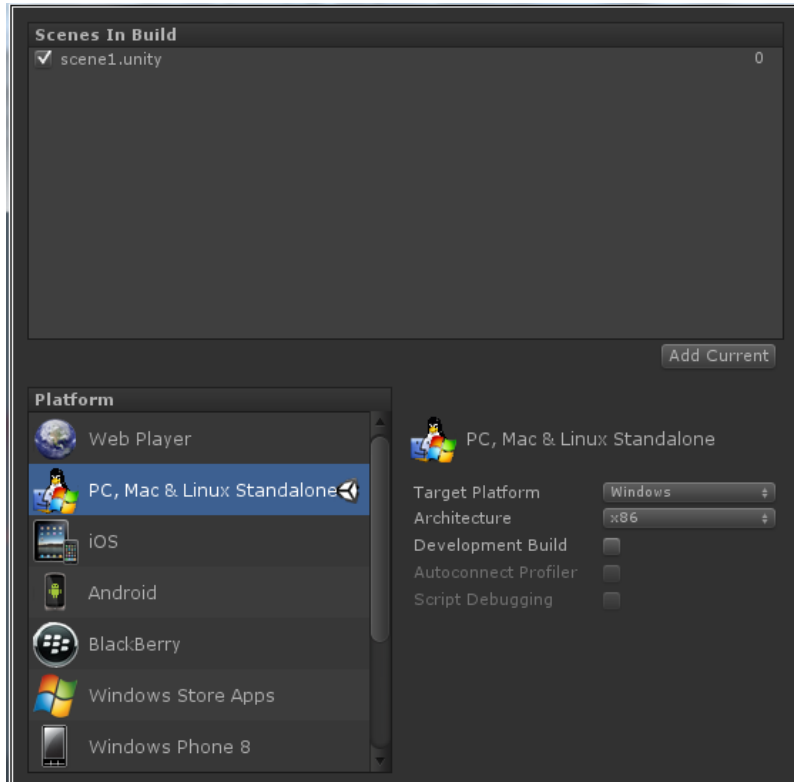 Scenes In Build
scene1.unity 0
Add Current
Platform
Web Player
PC, Mac & Linux Standalone
iOS
Android
BlackBerry
Windows Store Apps
Windows Phone 8
PC, Mac & Linux Standalone
Target Platform Windows
Architecture x86
Development Build
Autoconnect Profiler
Script Debugging